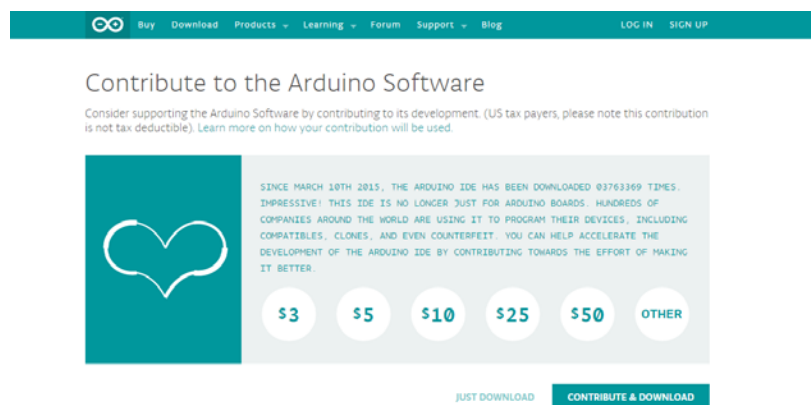 Buy Download Products Learning Forum Support Blog LOG IN SIGN UP
Contribute to the Arduino Software
Consider supporting the Arduino Software by contributing to its development. (US tax payers, please note this contribution
is not tax deductible). Learn more on how your contribution will be used.
SINCE MARCH 10TH 2015, THE ARDUINO IDE HAS BEEN DOWNLOADED 03763369 TIMES.
IMPRESSIVE! THIS IDE IS NO LONGER JUST FOR ARDUINO BOARDS. HUNDREDS OF
COMPANIES AROUND THE WORLD ARE USING IT TO PROGRAM THEIR DEVICES, INCLUDING
COMPATIBLES, CLONES, AND EVEN COUNTERFEIT. YOU CAN HELP ACCELERATE THE
DEVELOPMENT OF THE ARDUINO IDE BY CONTRIBUTING TOWARDS THE EFFORT OF MAKING
IT BETTER.
$3 $5 $10 $25 $50 OTHER
JUST DOWNLOAD CONTRIBUTE & DOWNLOAD